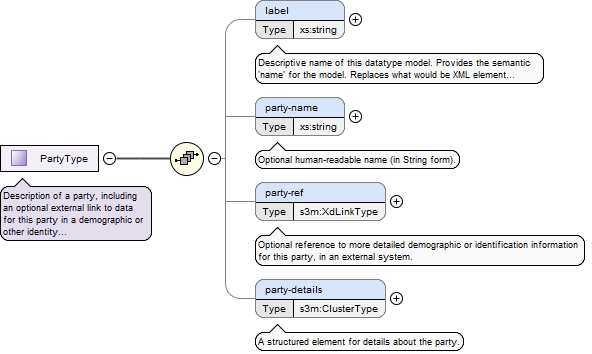 label
Type xs:string
Descriptive name of this datatype model. Provides the semantic
'name' for the model. Replaces what would be XML element...
party-name
Type xs:string
Optional human-readable name (in String form).
PartyType
Description of a party, including
an optional external link to data
for this party in a demographic or
other identity...
party-ref
Type s3m:XdLinkType
Optional reference to more detailed demographic or identification information
for this party, in an external system.
party-details
Type s3m:ClusterType
A structured element for details about the party.